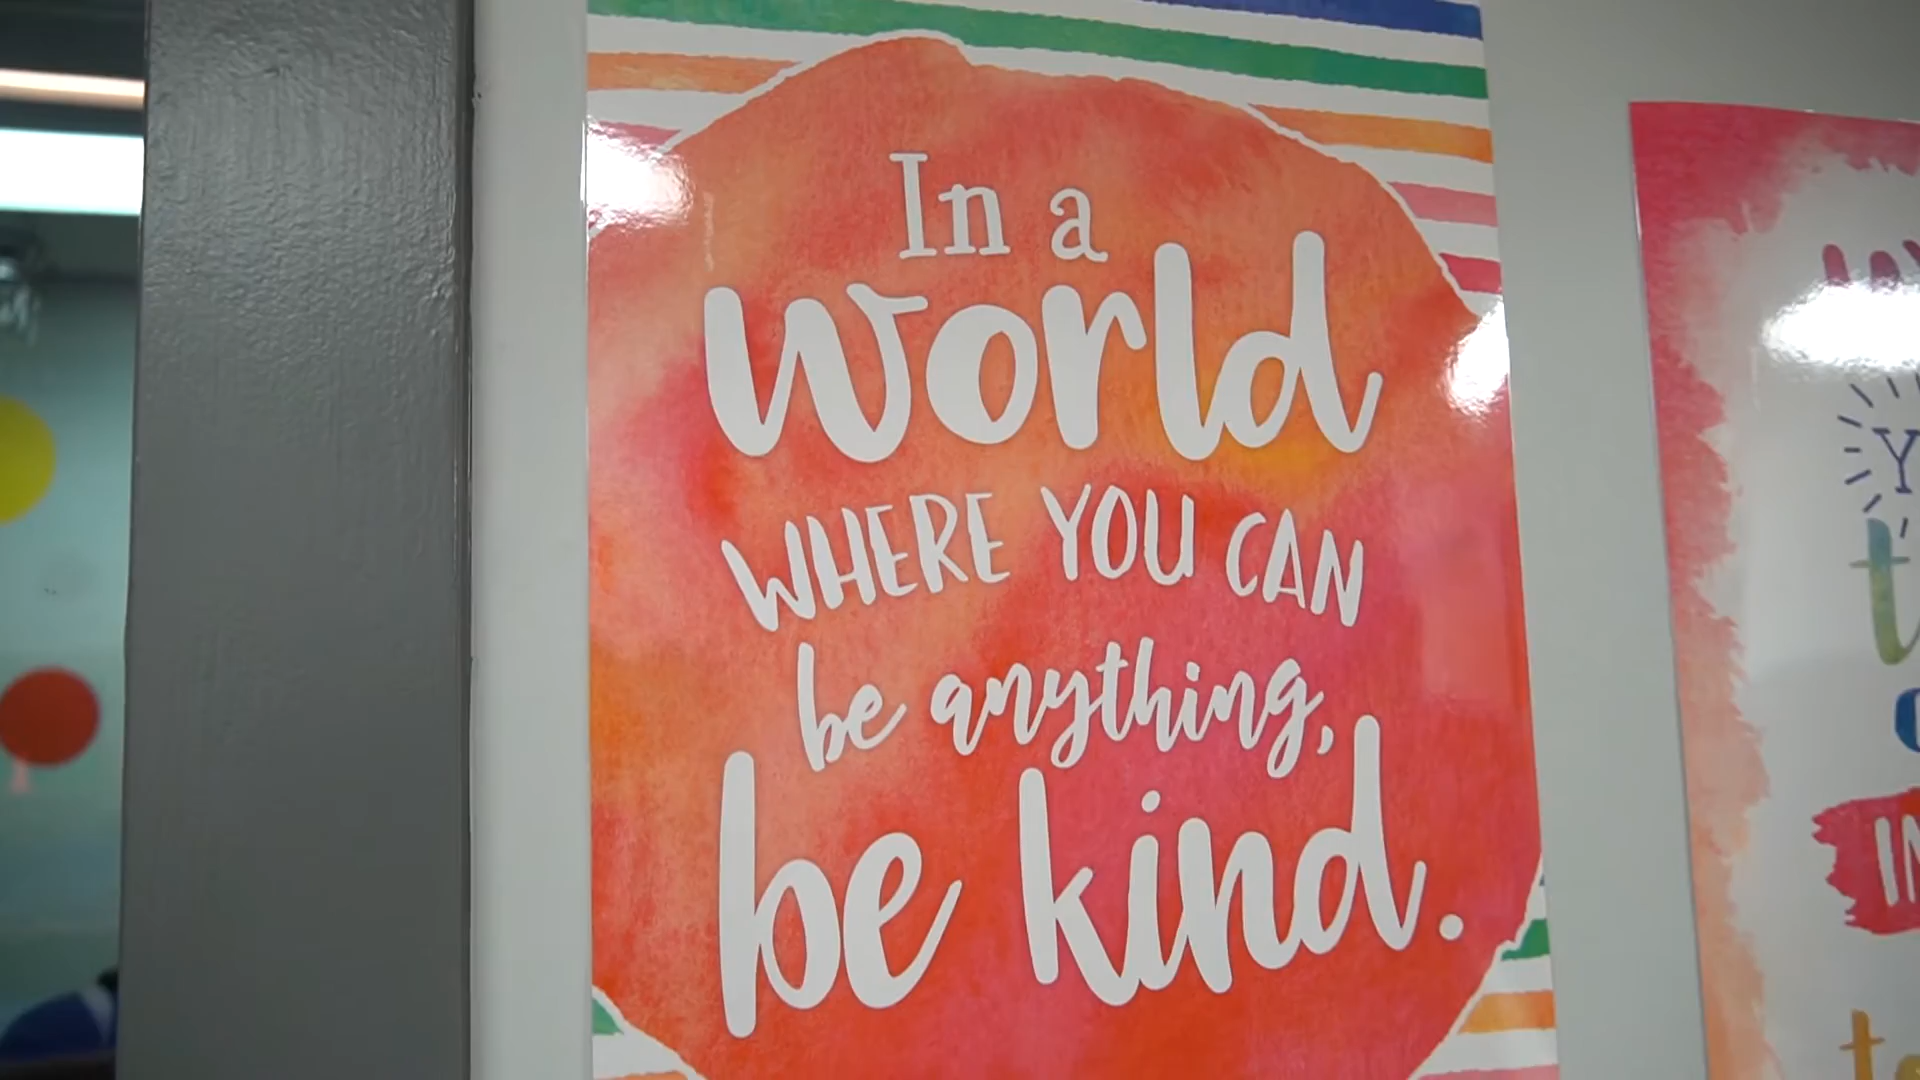 In a
world
WHERE YOU CAN
be anything,
be kind.